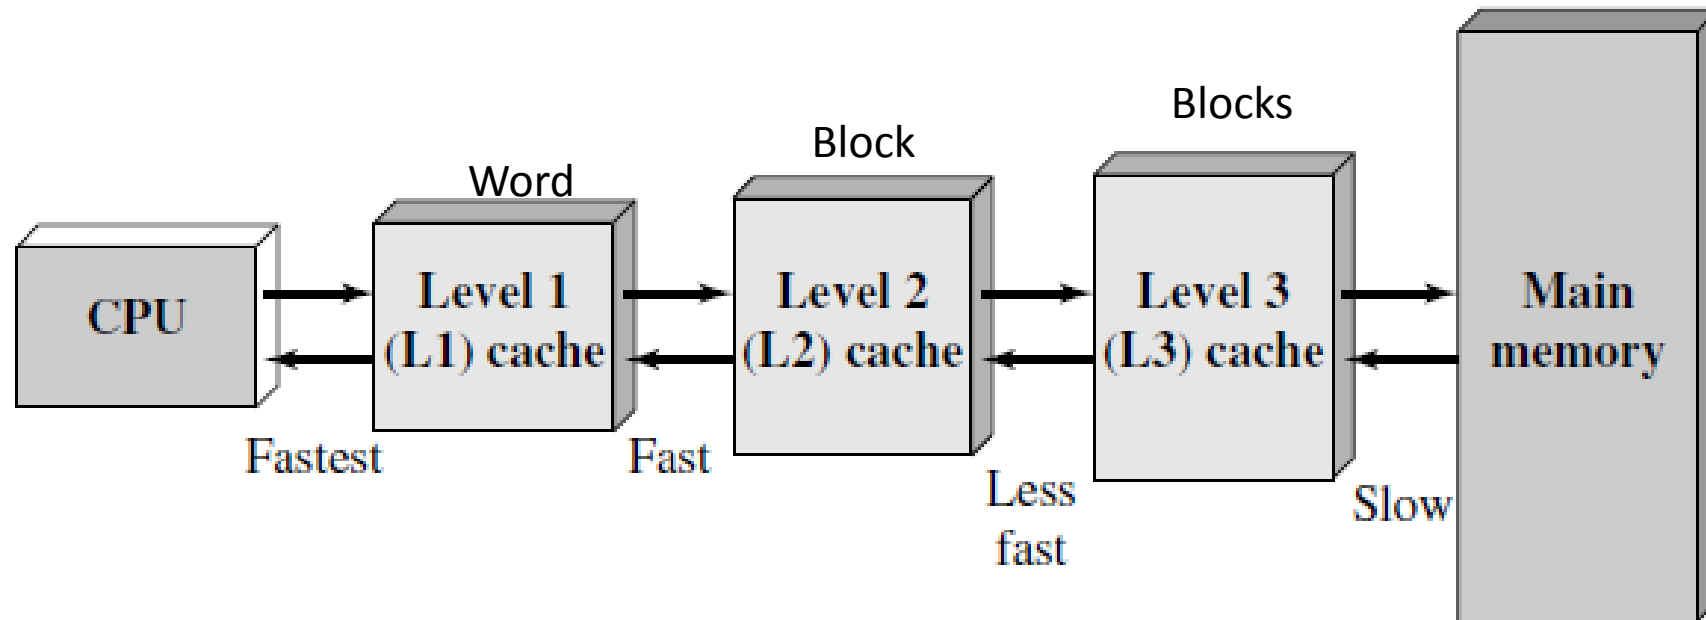 Blocks
Block
Word
CPU
Level 1
(L1) cache
Level 2
(L2) cache
Level 3
(L3) cache
Main
memory
Fastest
Fast
Less
fast
Slow